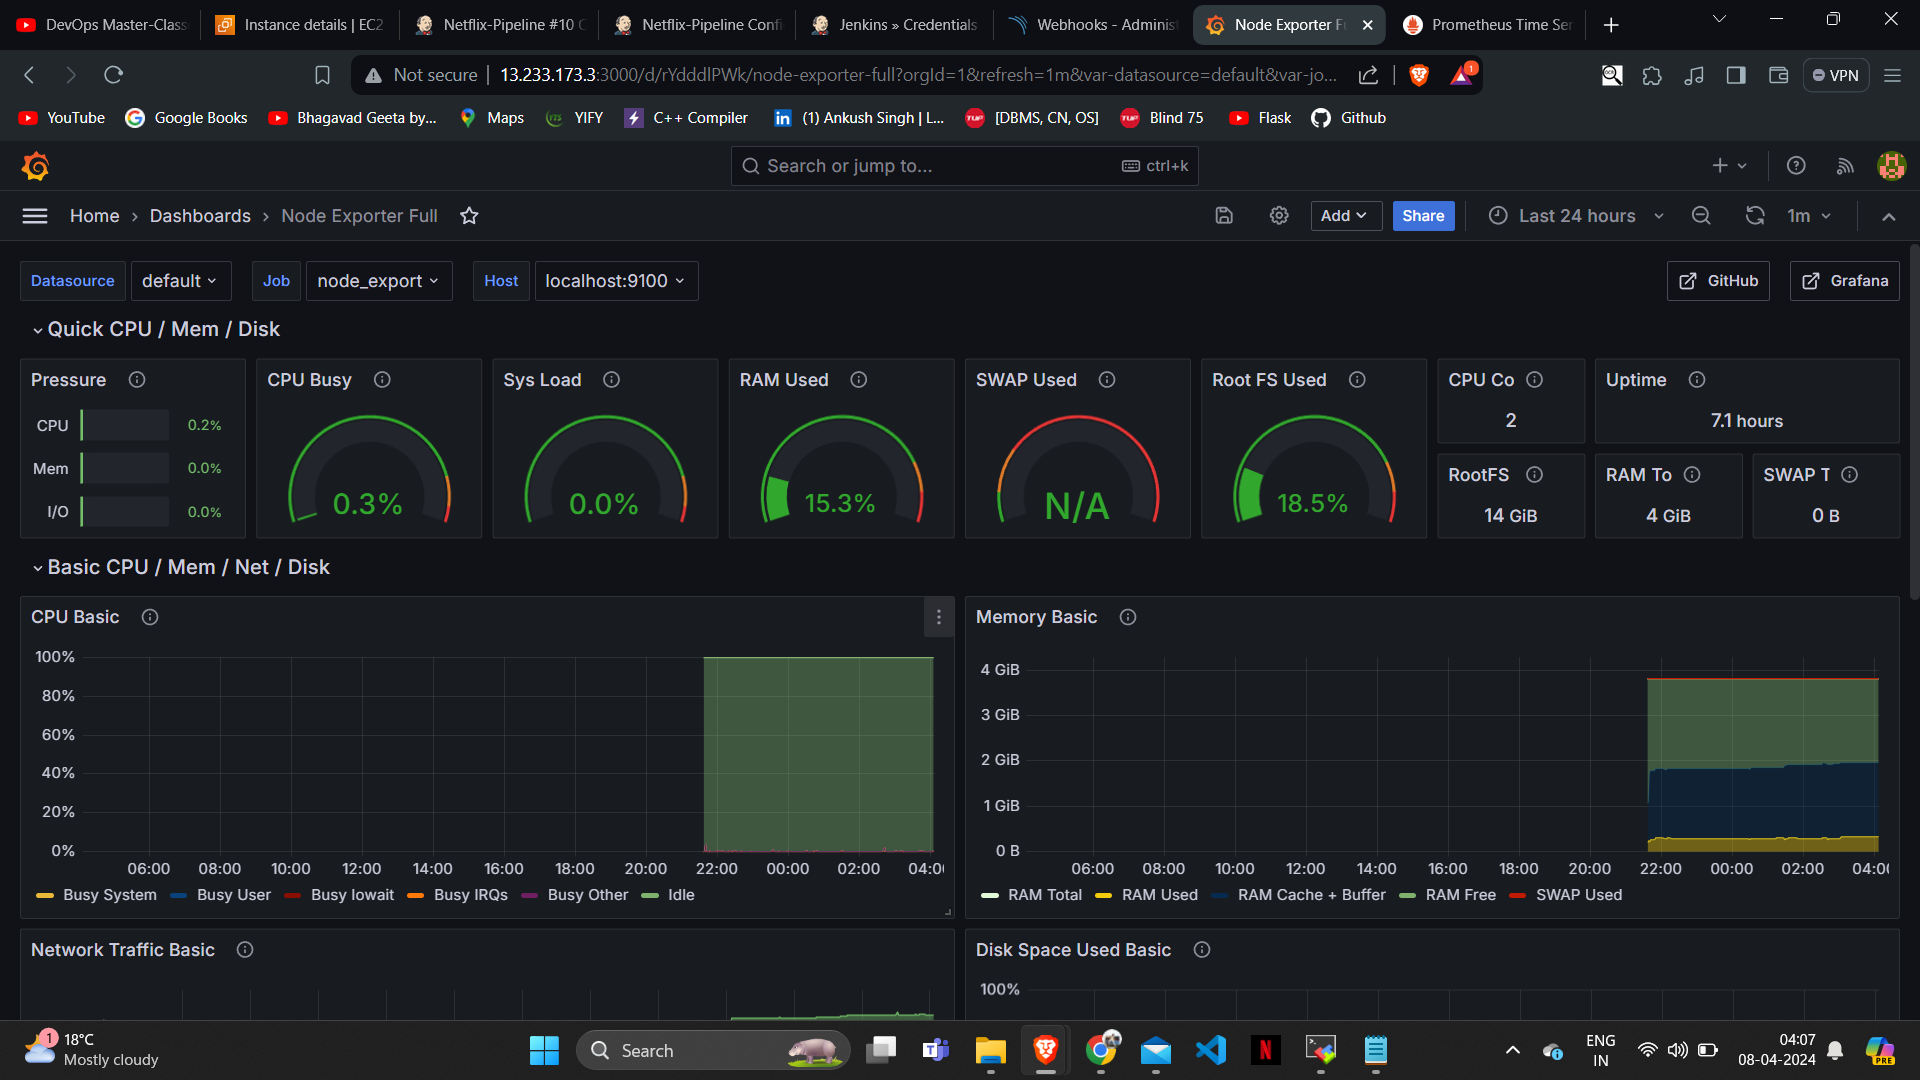 DevOps Master-Class
Instance details | EC2
Netflix-Pipeline #10 C
Netflix-Pipeline Confi
Jenkins » Credentials
Webhooks - Adminis
Node Exporter F
Prometheus Time Ser
Not secure
13.233.173.3:3000/d/rYdddlPWk/node-exporter-full?orgId=1&refresh=1m&var-datasource=default&var-jo...
1
VPN
YouTube
Google Books
Bhagavad Geeta by...
Maps
YIFY
C++ Compiler
(1) Ankush Singh | L...
[DBMS, CN, OS]
Blind 75
Flask
Github
Search or jump to...
ctrl+k
Home › Dashboards › Node Exporter Full
Add
Share
Last 24 hours
1m
Datasource
default
Job
node_export
Host
localhost:9100
GitHub
Grafana
Quick CPU / Mem / Disk
Pressure
CPU 0.2%
Mem 0.0%
I/O 0.0%
CPU Busy
0.3%
Sys Load
0.0%
RAM Used
15.3%
SWAP Used
N/A
Root FS Used
18.5%
CPU Co
2
Uptime
7.1 hours
RootFS
14 GiB
RAM To
4 GiB
SWAP T
0 B
Basic CPU / Mem / Net / Disk
CPU Basic
100%
80%
60%
40%
20%
0%
06:00 08:00 10:00 12:00 14:00 16:00 18:00 20:00 22:00 00:00 02:00 04:0
Busy System Busy User Busy Iowait Busy IRQs Busy Other Idle
Memory Basic
4 GiB
3 GiB
2 GiB
1 GiB
0 B
06:00 08:00 10:00 12:00 14:00 16:00 18:00 20:00 22:00 00:00 02:00 04:0
RAM Total RAM Used RAM Cache + Buffer RAM Free SWAP Used
Network Traffic Basic
Disk Space Used Basic
100%
1
18°C
Mostly cloudy
Search
ENG
IN
04:07
08-04-2024
PRE